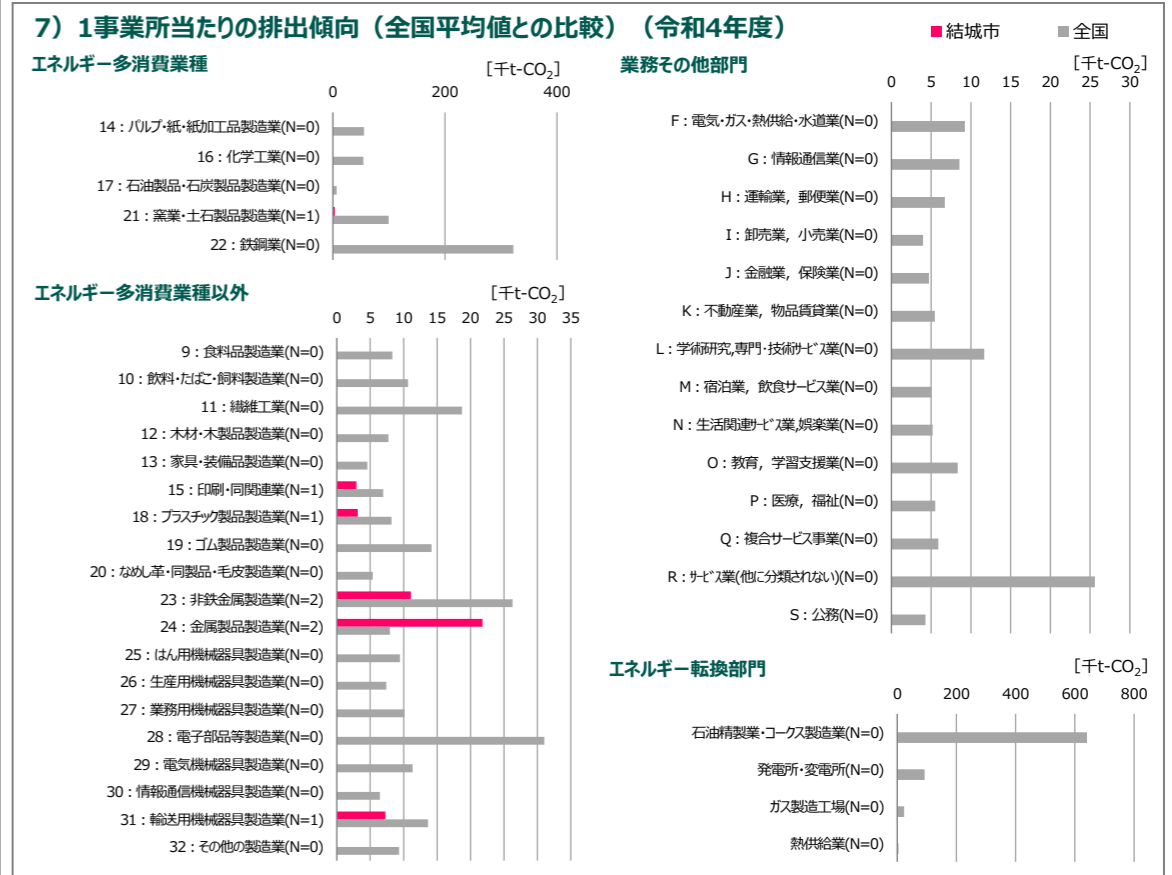 7）1事業所当たりの排出傾向（全国平均値との比較）（令和4年度）
■結城市 ■全国
エネルギー多消費業種
［千t-CO₂］
0 200 400
14：パルプ・紙・紙加工品製造業(N=0)
16：化学工業(N=0)
17：石油製品・石炭製品製造業(N=0)
21：窯業・土石製品製造業(N=1)
22：鉄鋼業(N=0)
エネルギー多消費業種以外
［千t-CO₂］
0 5 10 15 20 25 30 35
9：食料品製造業(N=0)
10：飲料・たばこ・飼料製造業(N=0)
11：繊維工業(N=0)
12：木材・木製品製造業(N=0)
13：家具・装備品製造業(N=0)
15：印刷・同関連業(N=1)
18：プラスチック製品製造業(N=1)
19：ゴム製品製造業(N=0)
20：なめし革・同製品・毛皮製造業(N=0)
23：非鉄金属製造業(N=2)
24：金属製品製造業(N=2)
25：はん用機械器具製造業(N=0)
26：生産用機械器具製造業(N=0)
27：業務用機械器具製造業(N=0)
28：電子部品等製造業(N=0)
29：電気機械器具製造業(N=0)
30：情報通信機械器具製造業(N=0)
31：輸送用機械器具製造業(N=1)
32：その他の製造業(N=0)
業務その他部門
［千t-CO₂］
0 5 10 15 20 25 30
F：電気・ガス・熱供給・水道業(N=0)
G：情報通信業(N=0)
H：運輸業，郵便業(N=0)
I：卸売業，小売業(N=0)
J：金融業，保険業(N=0)
K：不動産業，物品賃貸業(N=0)
L：学術研究,専門・技術ｻｰﾋﾞｽ業(N=0)
M：宿泊業，飲食サービス業(N=0)
N：生活関連ｻｰﾋﾞｽ業,娯楽業(N=0)
O：教育，学習支援業(N=0)
P：医療，福祉(N=0)
Q：複合サービス事業(N=0)
R：ｻｰﾋﾞｽ業(他に分類されない)(N=0)
S：公務(N=0)
エネルギー転換部門
［千t-CO₂］
0 200 400 600 800
石油精製業・コークス製造業(N=0)
発電所・変電所(N=0)
ガス製造工場(N=0)
熱供給業(N=0)